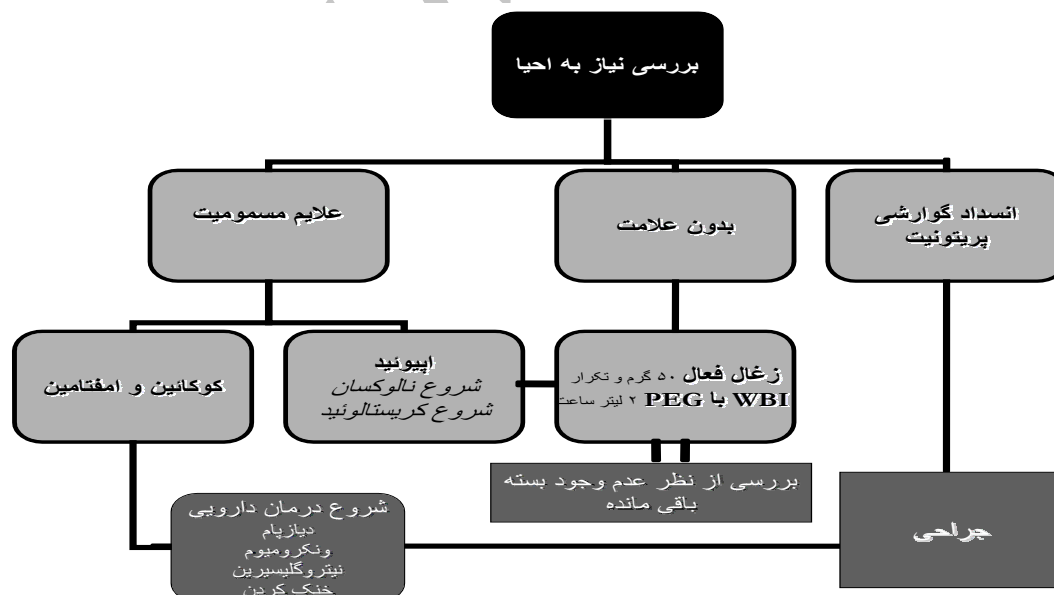 بررسی نیاز به احیا
انسداد گوارشی
پریتونیت
بدون علامت
علایم مسمومیت
زغال فعال ۵۰ گرم و تکرار
WBI با PEG ۲ لیتر ساعت
اپیوئید
شروع نالوکسان
شروع کریستالوئید
کوکائین و امفتامین
بررسی از نظر عدم وجود بسته
باقی مانده
جراحی
شروع درمان دارویی
دیازپام
ونکرومیوم
نیتروگلیسیرین
خنک کردن